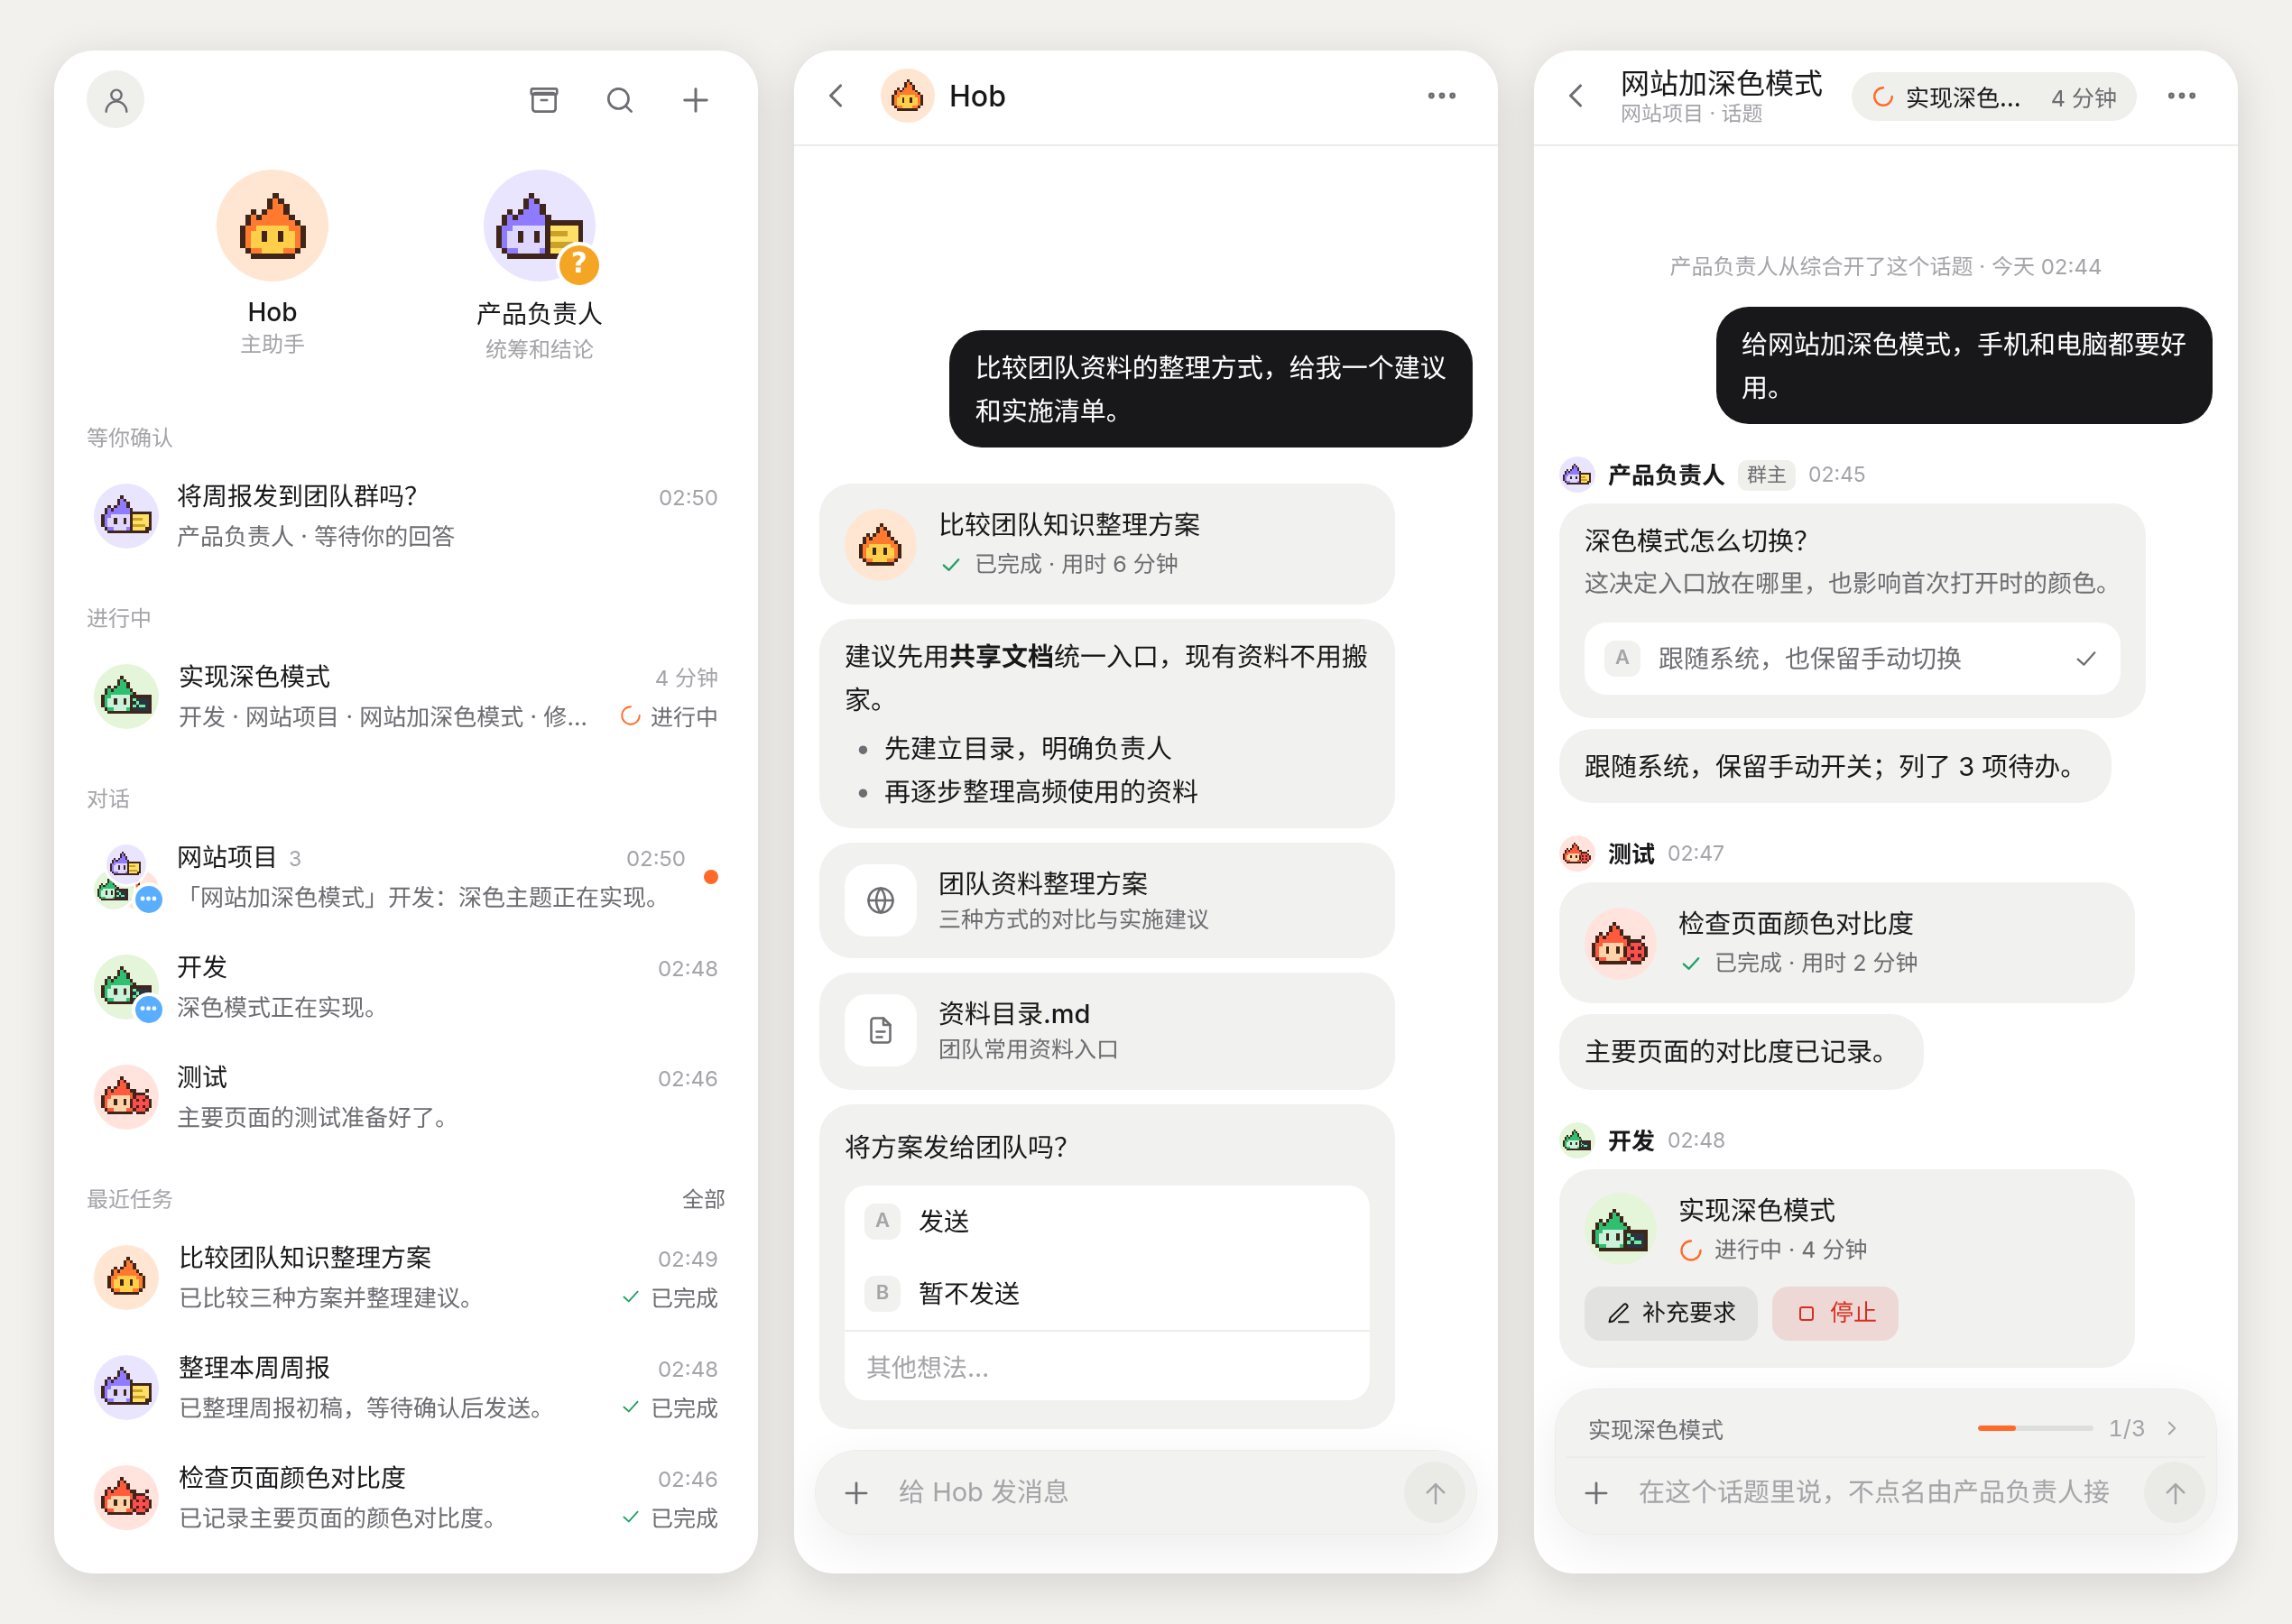 Hob
主助手
?
产品负责人
统筹和结论
等你确认
将周报发到团队群吗？
02:50
产品负责人 · 等待你的回答
进行中
实现深色模式
4 分钟
开发 · 网站项目 · 网站加深色模式 · 修...
进行中
对话
网站项目 3
02:50
「网站加深色模式」开发：深色主题正在实现。
开发
02:48
深色模式正在实现。
测试
02:46
主要页面的测试准备好了。
最近任务
全部
比较团队知识整理方案
02:49
已比较三种方案并整理建议。
已完成
整理本周周报
02:48
已整理周报初稿，等待确认后发送。
已完成
检查页面颜色对比度
02:46
已记录主要页面的颜色对比度。
已完成
Hob
比较团队资料的整理方式，给我一个建议
和实施清单。
比较团队知识整理方案
已完成 · 用时 6 分钟
建议先用共享文档统一入口，现有资料不用搬
家。
• 先建立目录，明确负责人
• 再逐步整理高频使用的资料
团队资料整理方案
三种方式的对比与实施建议
资料目录.md
团队常用资料入口
将方案发给团队吗？
A 发送
B 暂不发送
其他想法...
给 Hob 发消息
网站加深色模式
网站项目 · 话题
实现深色... 4 分钟
产品负责人从综合开了这个话题 · 今天 02:44
给网站加深色模式，手机和电脑都要好
用。
产品负责人 群主 02:45
深色模式怎么切换？
这决定入口放在哪里，也影响首次打开时的颜色。
A 跟随系统，也保留手动切换
跟随系统，保留手动开关；列了 3 项待办。
测试 02:47
检查页面颜色对比度
已完成 · 用时 2 分钟
主要页面的对比度已记录。
开发 02:48
实现深色模式
进行中 · 4 分钟
补充要求
停止
实现深色模式
1/3
在这个话题里说，不点名由产品负责人接